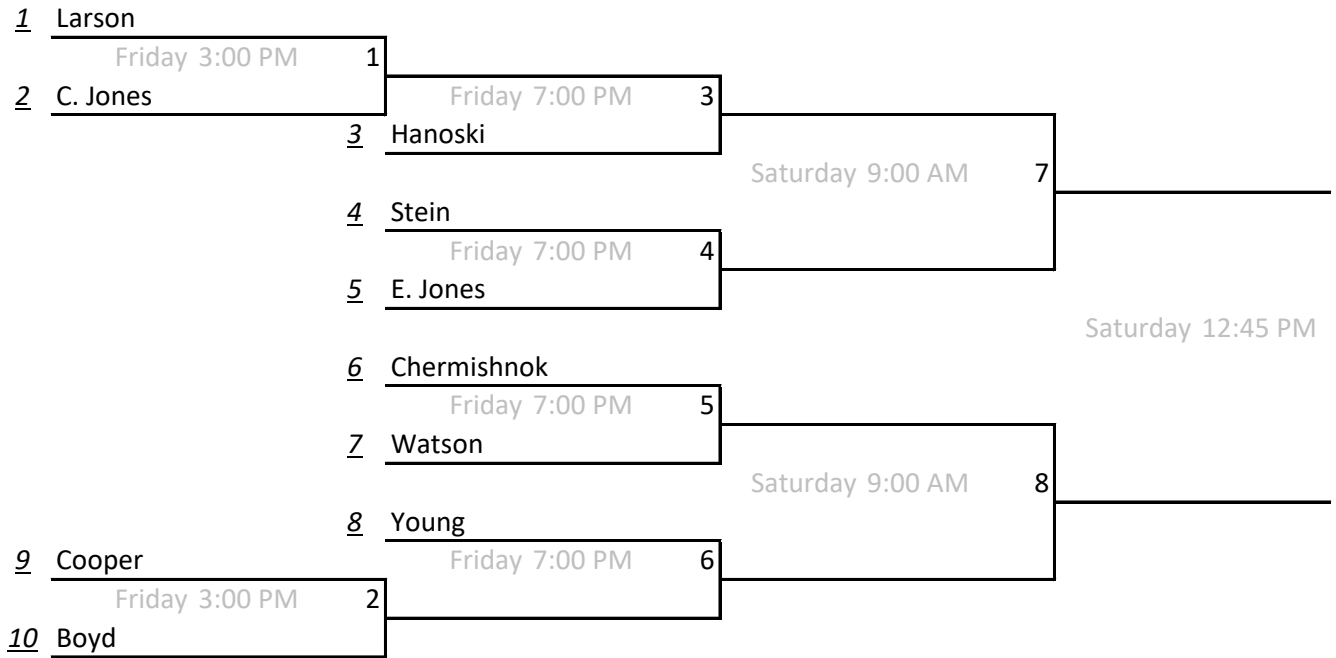 1 Larson
Friday 3:00 PM 1
2 C. Jones
Friday 7:00 PM 3
3 Hanoski
Saturday 9:00 AM 7
4 Stein
Friday 7:00 PM 4
5 E. Jones
Saturday 12:45 PM
6 Chermishnok
Friday 7:00 PM 5
7 Watson
Saturday 9:00 AM 8
8 Young
9 Cooper
Friday 7:00 PM 6
Friday 3:00 PM 2
10 Boyd